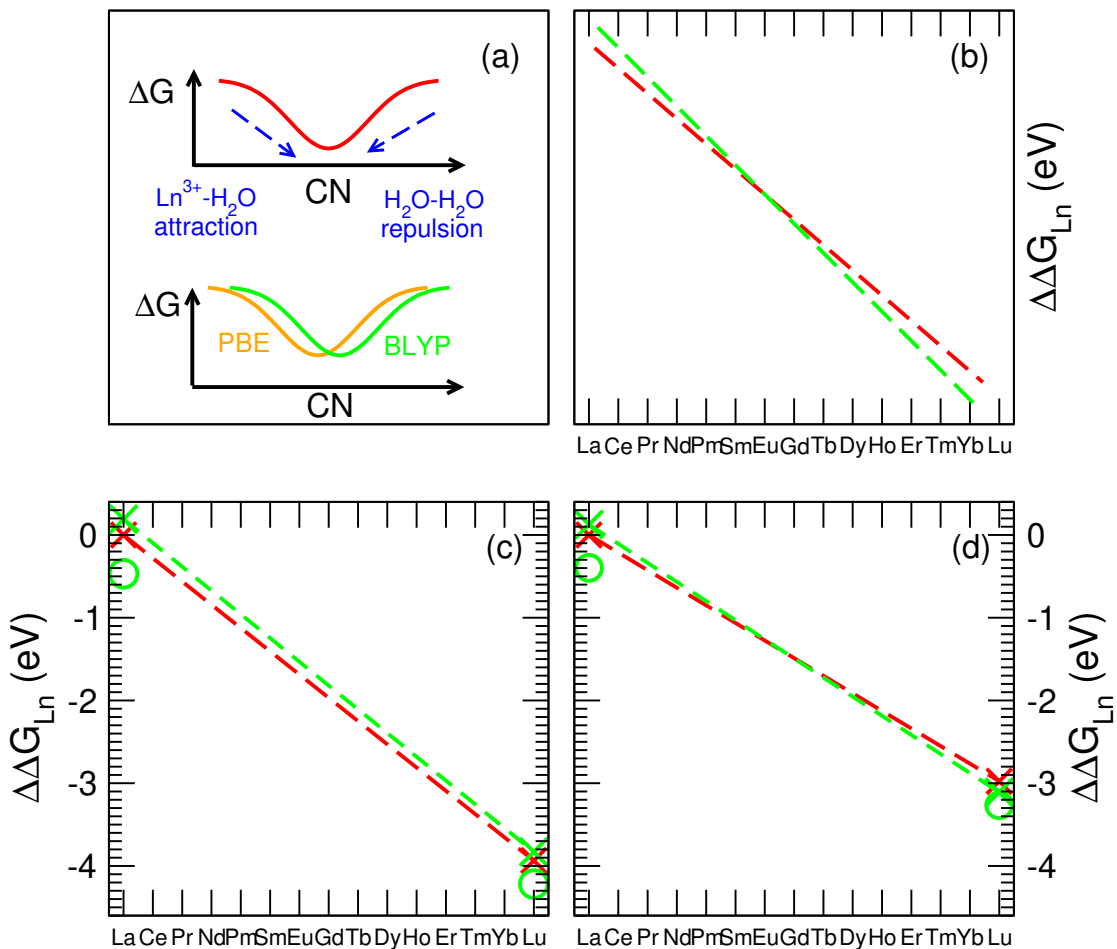 (a)
ΔG
CN
Ln³⁺-H₂O
attraction
H₂O-H₂O
repulsion
ΔG
PBE
BLYP
CN
(b)
ΔΔG_Ln (eV)
La Ce Pr Nd Pm Sm Eu Gd Tb Dy Ho Er Tm Yb Lu
(c)
0
-1
-2
-3
-4
ΔΔG_Ln (eV)
La Ce Pr Nd Pm Sm Eu Gd Tb Dy Ho Er Tm Yb Lu
(d)
0
-1
-2
-3
-4
ΔΔG_Ln (eV)
La Ce Pr Nd Pm Sm Eu Gd Tb Dy Ho Er Tm Yb Lu